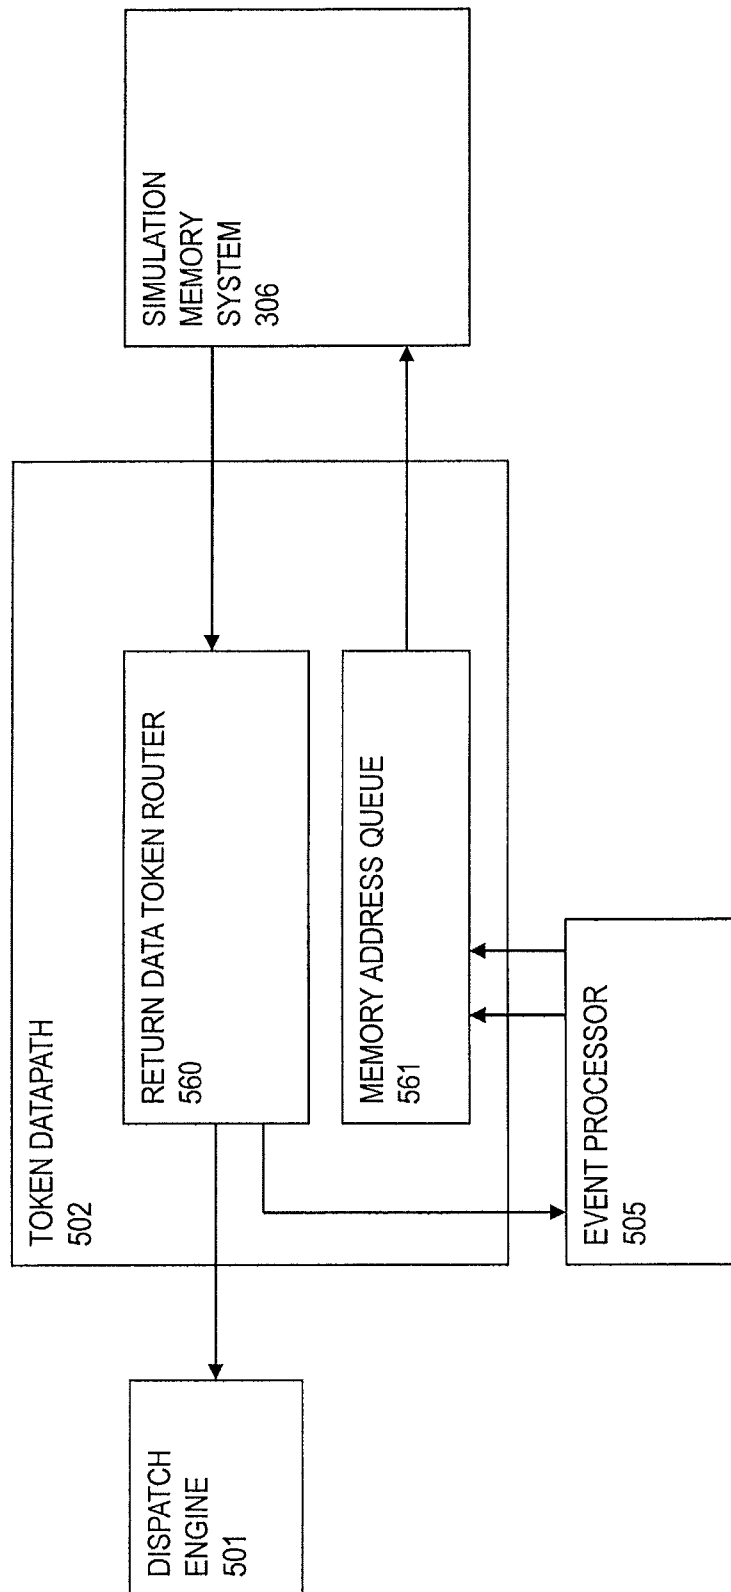 DISPATCH
ENGINE
501
TOKEN DATAPATH
502
RETURN DATA TOKEN ROUTER
560
MEMORY ADDRESS QUEUE
561
EVENT PROCESSOR
505
SIMULATION
MEMORY
SYSTEM
306